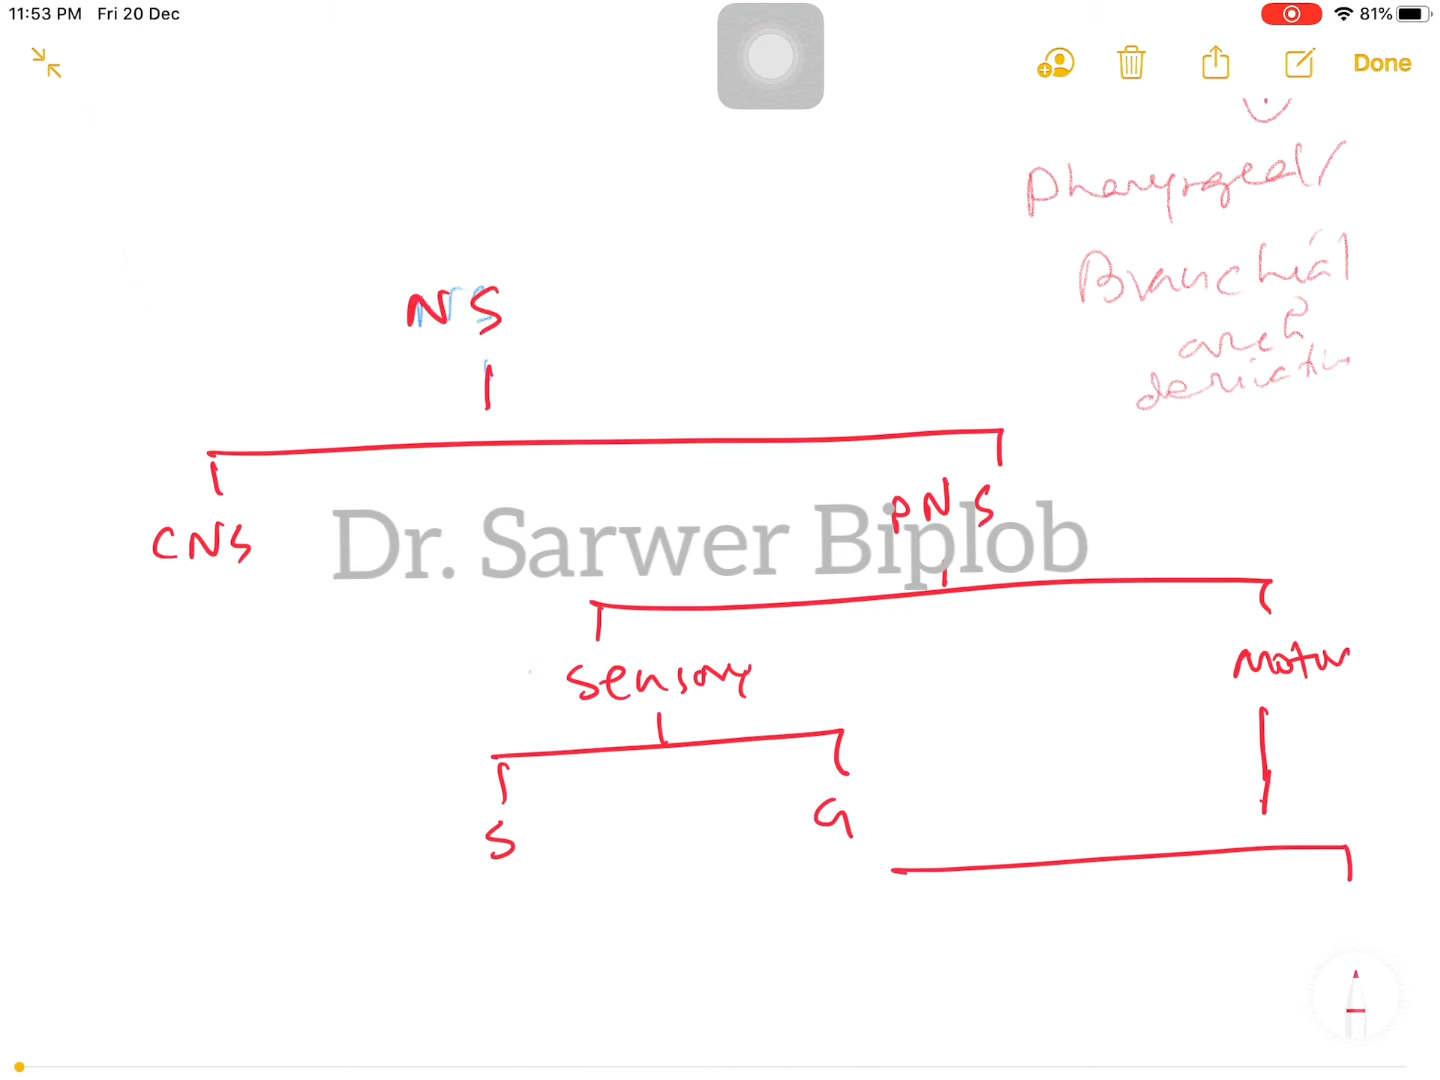 11:53 PM Fri 20 Dec
81%
Done
Pharyngeal/
Branchial
arch
derivative
NS
CNS
PNS
Dr. Sarwer Biplob
Sensory
Motor
S
G